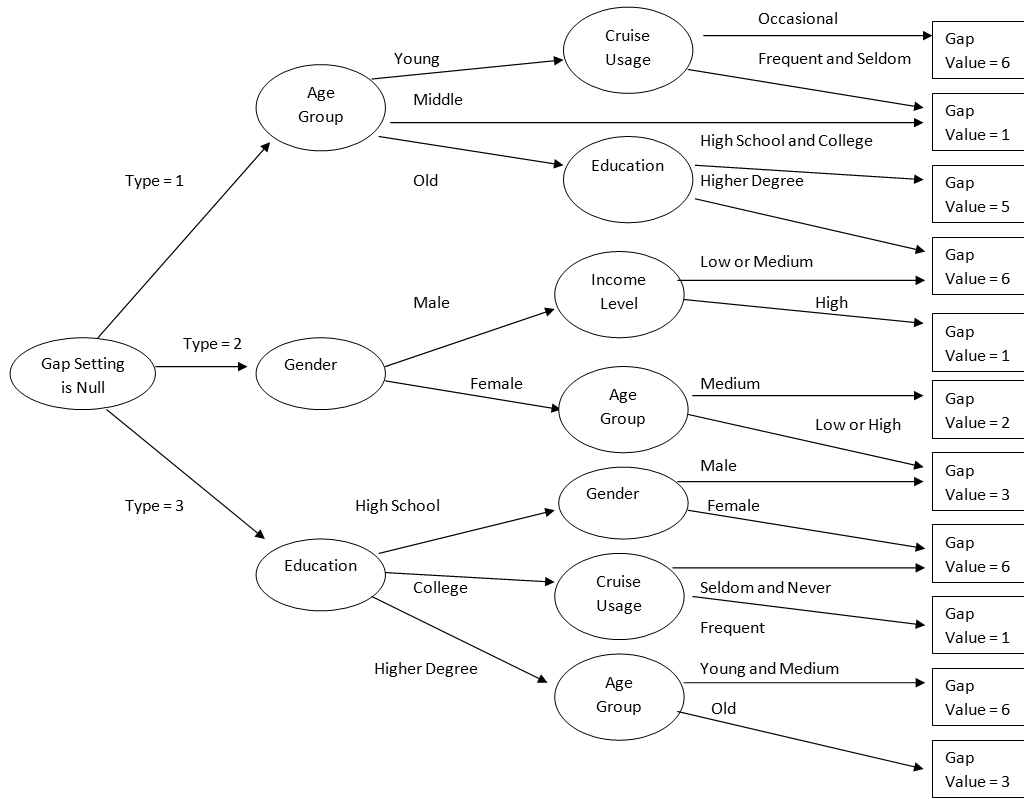 Occasional
Cruise
Usage
Gap
Value = 6
Young
Frequent and Seldom
Age
Group
Middle
Gap
Value = 1
High School and College
Education
Type = 1
Old
Higher Degree
Gap
Value = 5
Gap
Value = 6
Low or Medium
Income
Level
Male
High
Gap
Value = 1
Type = 2
Gap Setting
is Null
Gender
Female
Medium
Age
Group
Gap
Value = 2
Low or High
Male
Gap
Value = 3
Gender
Type = 3
High School
Female
Gap
Value = 6
Education
College
Cruise
Usage
Seldom and Never
Frequent
Gap
Value = 1
Higher Degree
Young and Medium
Age
Group
Gap
Value = 6
Old
Gap
Value = 3